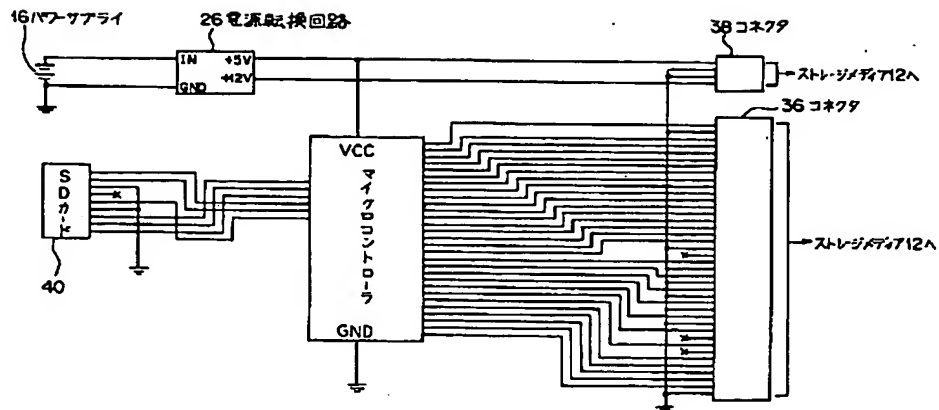 16パワーサプライ
26電源転換回路
IN
+5V
+12V
GND
38コネクタ
ストレージメディア12へ
36コネクタ
VCC
マイクロコントローラ
GND
SDカード
40
ストレージメディア12へ